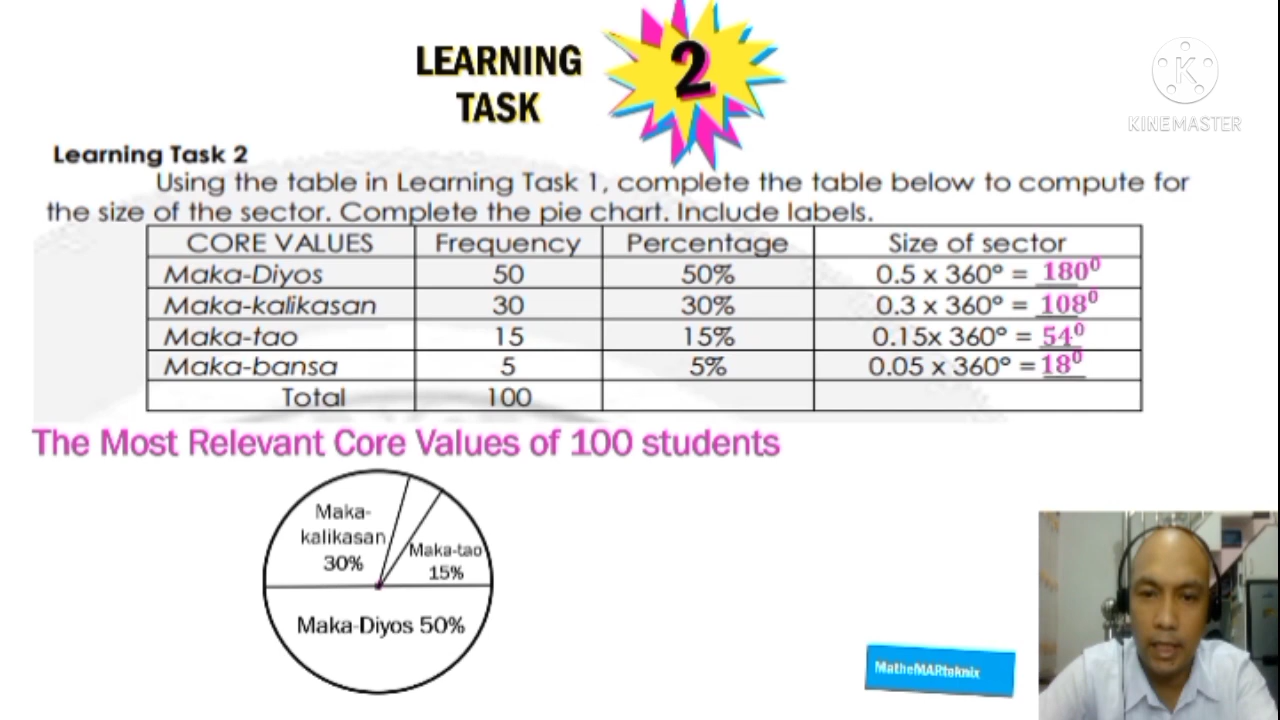 LEARNING
TASK
2
K
KINEMASTER
Learning Task 2
Using the table in Learning Task 1, complete the table below to compute for
the size of the sector. Complete the pie chart. Include labels.
CORE VALUES Frequency Percentage Size of sector
Maka-Diyos 50 50% 0.5 x 360° = 180⁰
Maka-kalikasan 30 30% 0.3 x 360° = 108⁰
Maka-tao 15 15% 0.15x 360° = 54⁰
Maka-bansa 5 5% 0.05 x 360° = 18⁰
Total 100
The Most Relevant Core Values of 100 students
Maka-
kalikasan
30%
Maka-tao
15%
Maka-Diyos 50%
MatheMARteknix